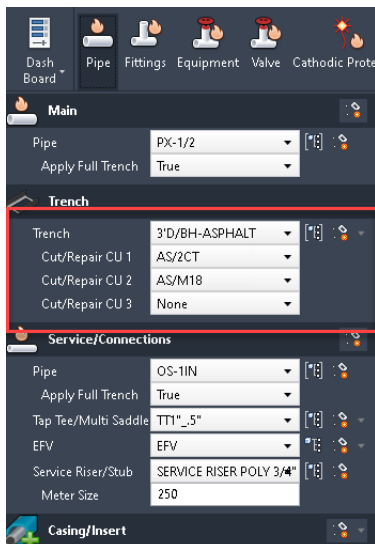 Dash Board
Pipe
Fittings
Equipment
Valve
Cathodic Prote
Main
Pipe PX-1/2
Apply Full Trench True
Trench
Trench 3'D/BH-ASPHALT
Cut/Repair CU 1 AS/2CT
Cut/Repair CU 2 AS/M18
Cut/Repair CU 3 None
Service/Connections
Pipe OS-1IN
Apply Full Trench True
Tap Tee/Multi Saddle TT1"_.5"
EFV EFV
Service Riser/Stub SERVICE RISER POLY 3/4"
Meter Size 250
Casing/Insert